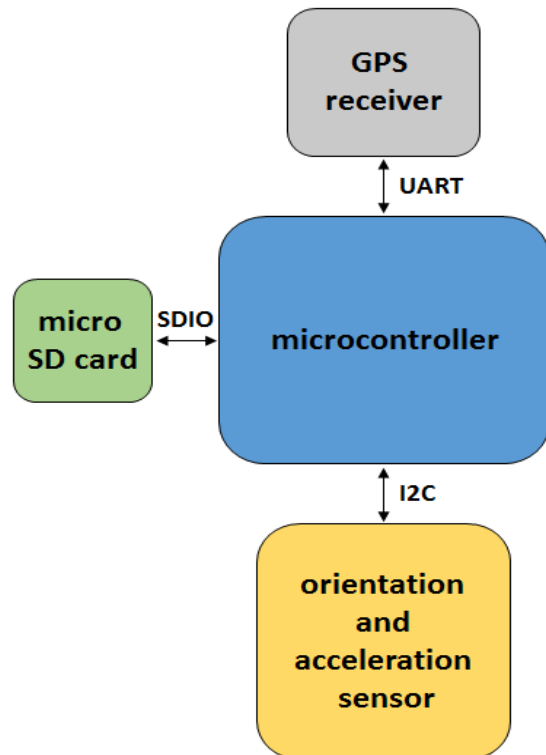 GPS
receiver
UART
micro
SD card
SDIO
microcontroller
I2C
orientation
and
acceleration
sensor